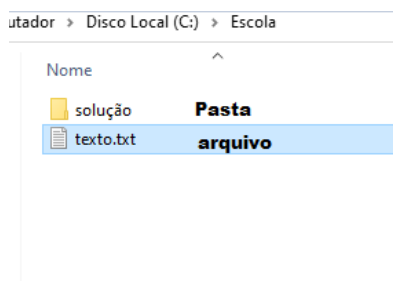 utador > Disco Local (C:) > Escola
Nome
solução Pasta
texto.txt arquivo